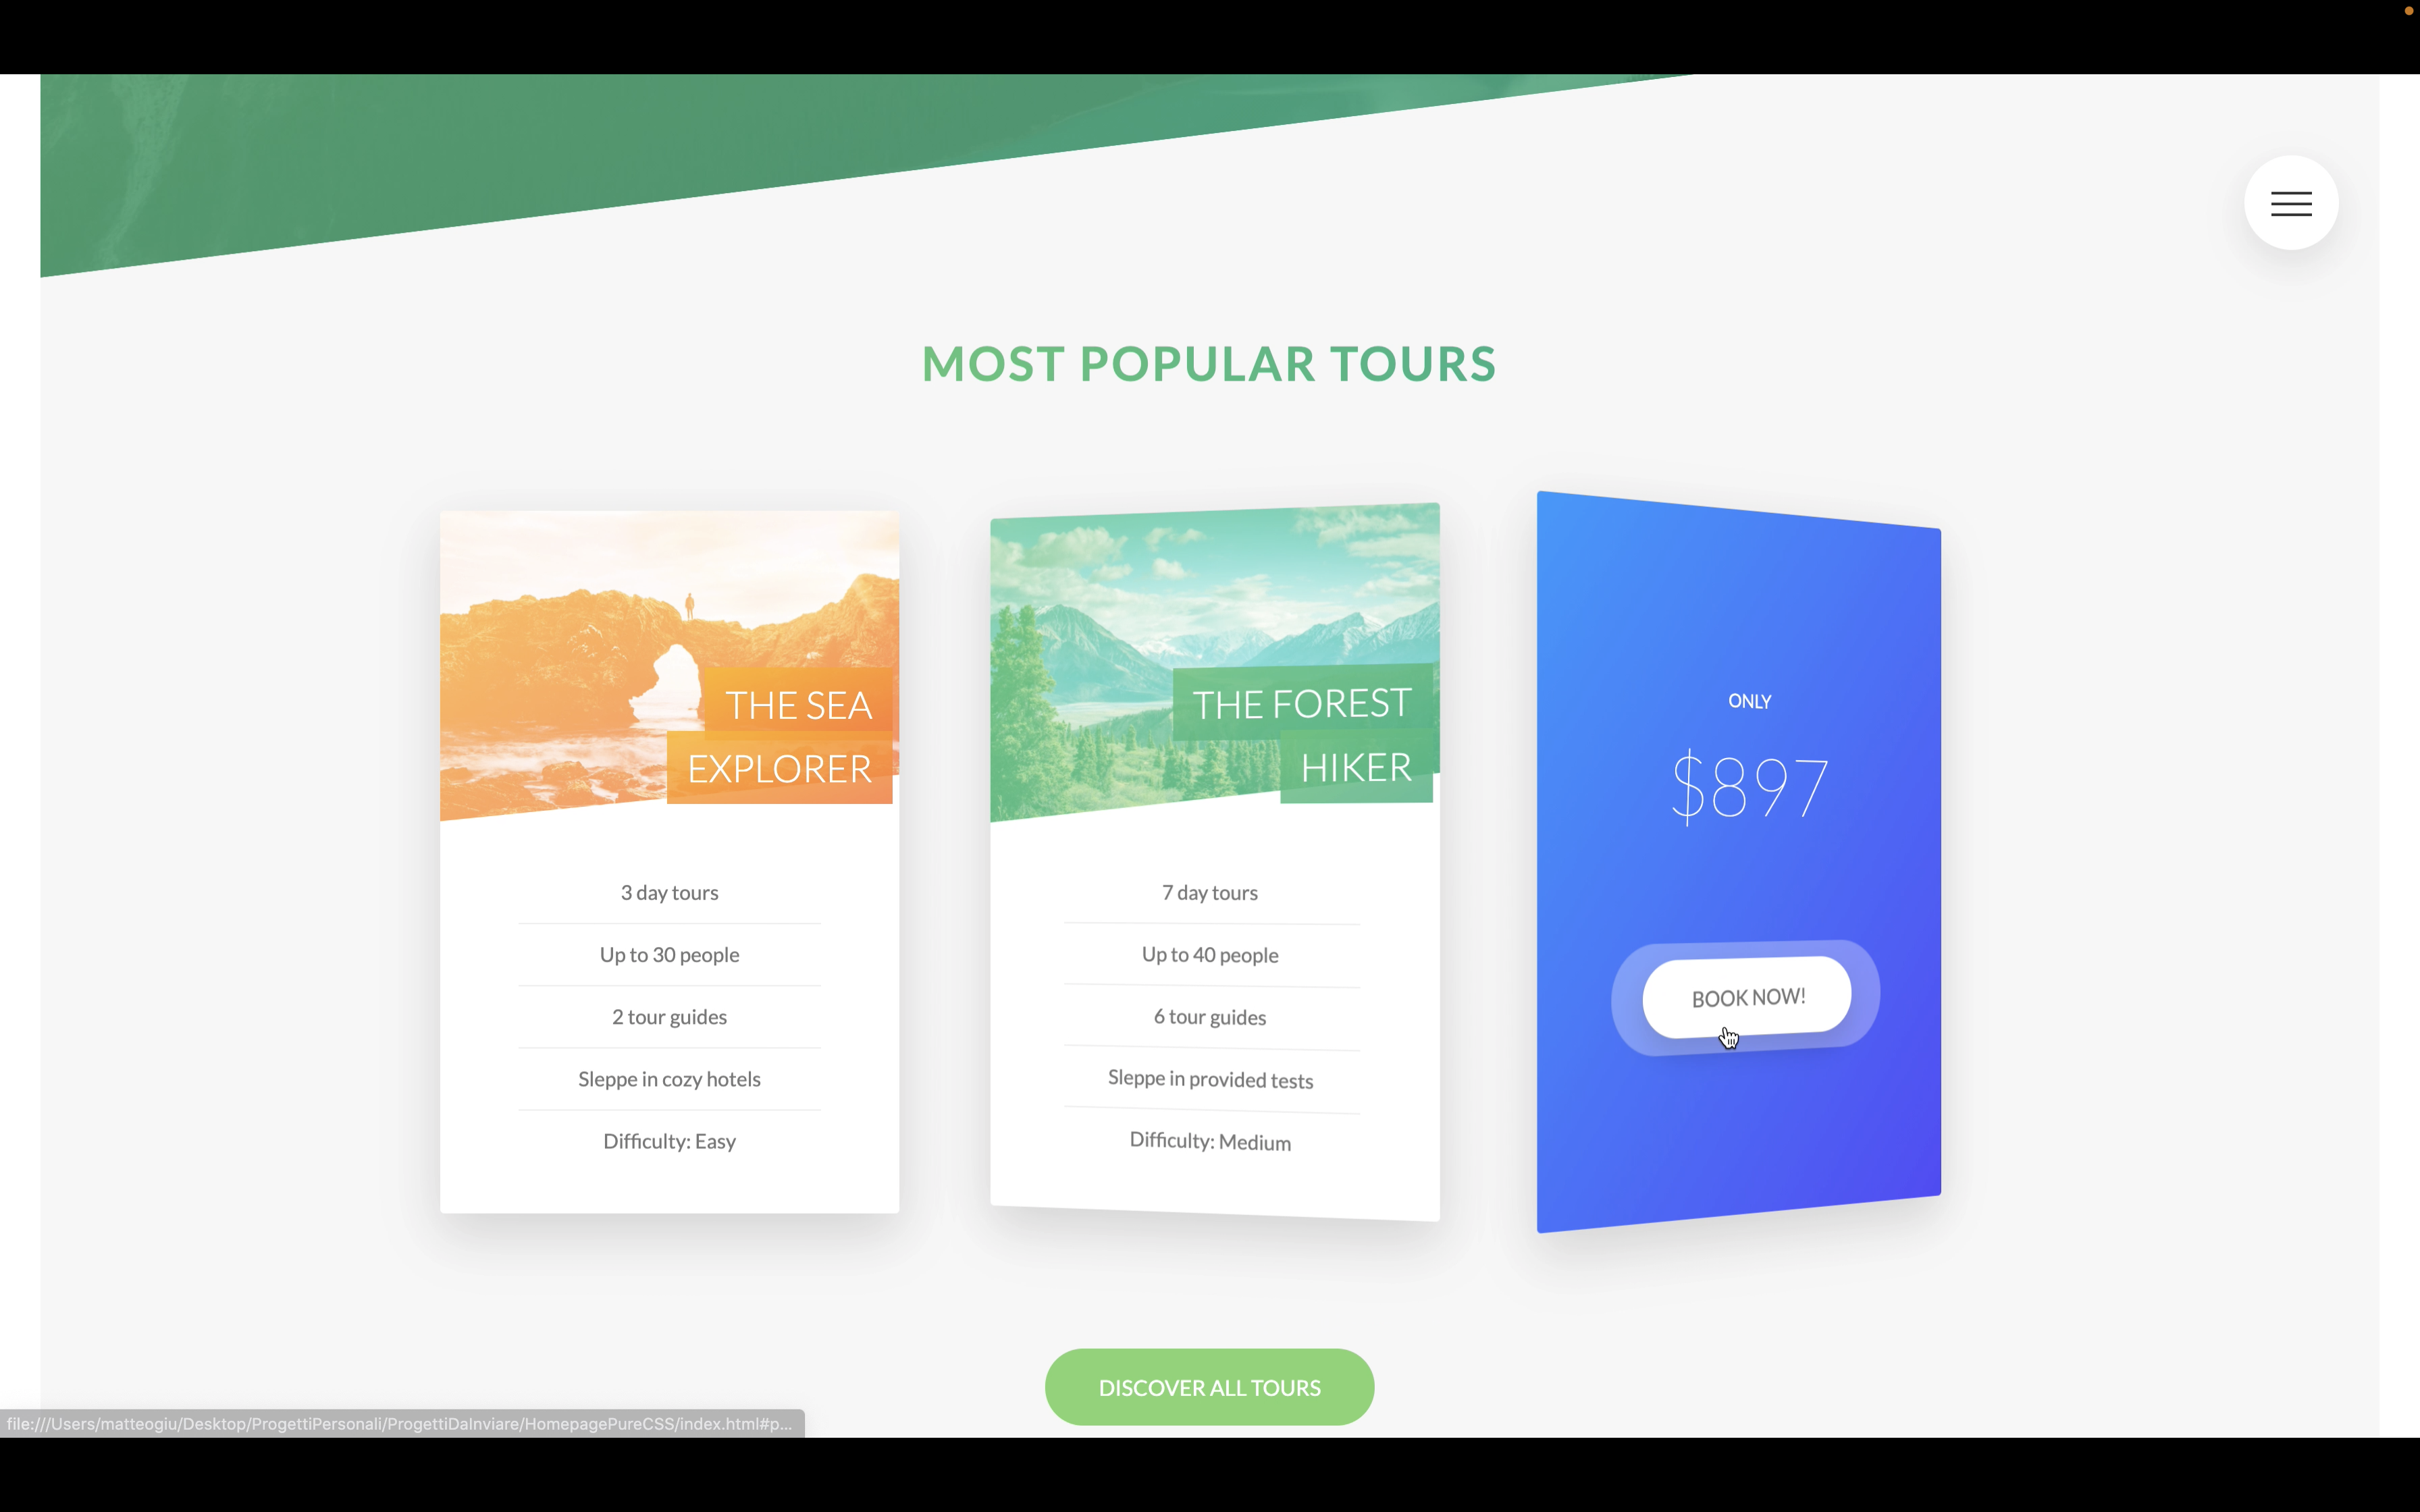 MOST POPULAR TOURS
THE SEA
EXPLORER
3 day tours
Up to 30 people
2 tour guides
Sleppe in cozy hotels
Difficulty: Easy
THE FOREST
HIKER
7 day tours
Up to 40 people
6 tour guides
Sleppe in provided tests
Difficulty: Medium
ONLY
$897
BOOK NOW!
DISCOVER ALL TOURS
file:///Users/matteogiu/Desktop/ProgettiPersonali/ProgettiDaInviare/HomepagePureCSS/index.html#p...